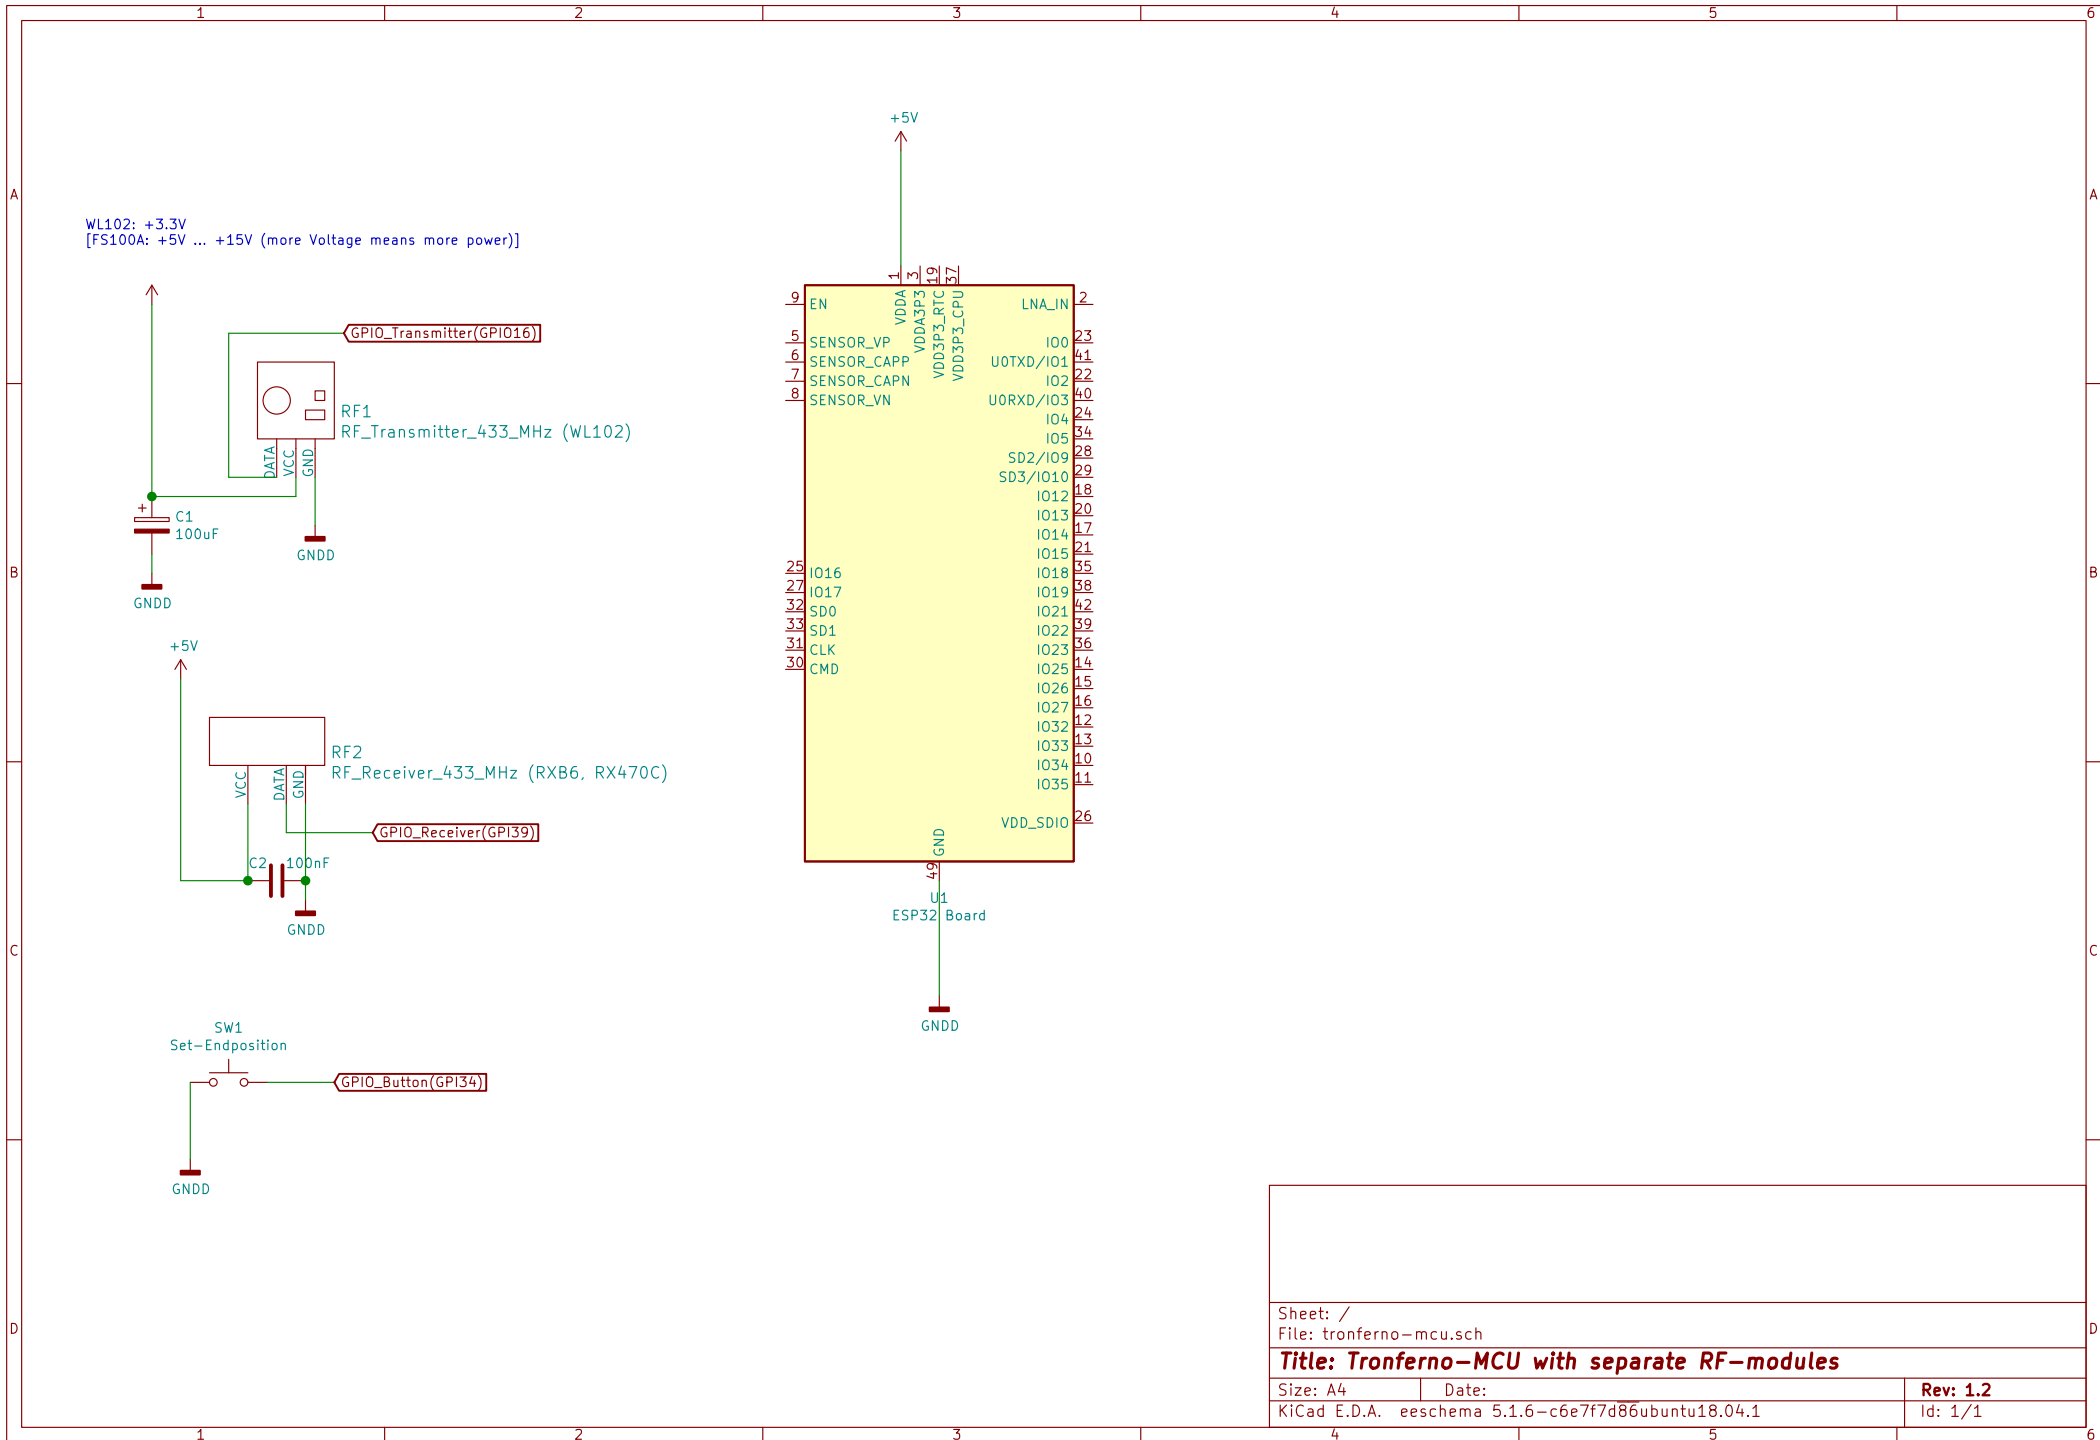 1 2 3 4 5 6
A A
B B
C C
D D
+5V
WL102: +3.3V
[FS100A: +5V ... +15V (more Voltage means more power)]
GPIO_Transmitter(GPIO16)
RF1
RF_Transmitter_433_MHz (WL102)
DATA
VCC
GND
+
C1
100uF
GNDD
GNDD
+5V
RF2
RF_Receiver_433_MHz (RXB6, RX470C)
VCC
DATA
GND
GPIO_Receiver(GPI39)
C2 100nF
GNDD
SW1
Set-Endposition
GPIO_Button(GPI34)
GNDD
1 VDDA
3 VDDA3P3
19 VDD3P3_RTC
37 VDD3P3_CPU
9 EN
5 SENSOR_VP
6 SENSOR_CAPP
7 SENSOR_CAPN
8 SENSOR_VN
25 IO16
27 IO17
32 SD0
33 SD1
31 CLK
30 CMD
LNA_IN 2
IO0 23
U0TXD/IO1 41
IO2 22
U0RXD/IO3 40
IO4 24
IO5 34
SD2/IO9 28
SD3/IO10 29
IO12 18
IO13 20
IO14 17
IO15 21
IO18 35
IO19 38
IO21 42
IO22 39
IO23 36
IO25 14
IO26 15
IO27 16
IO32 12
IO33 13
IO34 10
IO35 11
VDD_SDIO 26
GND 49
U1
ESP32 Board
GNDD
Sheet: /
File: tronferno-mcu.sch
Title: Tronferno-MCU with separate RF-modules
Size: A4 Date: Rev: 1.2
KiCad E.D.A. eeschema 5.1.6-c6e7f7d86ubuntu18.04.1 Id: 1/1
1 2 3 4 5 6